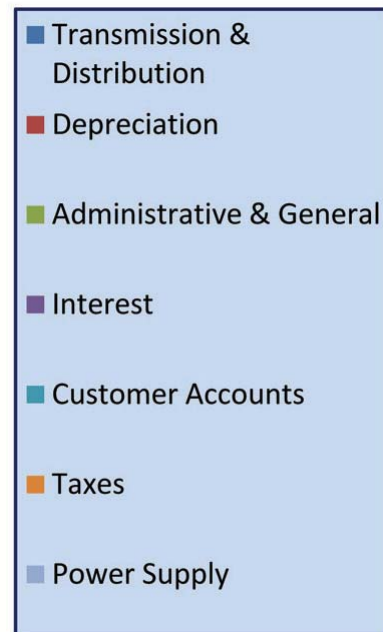 Transmission &
Distribution
Depreciation
Administrative & General
Interest
Customer Accounts
Taxes
Power Supply